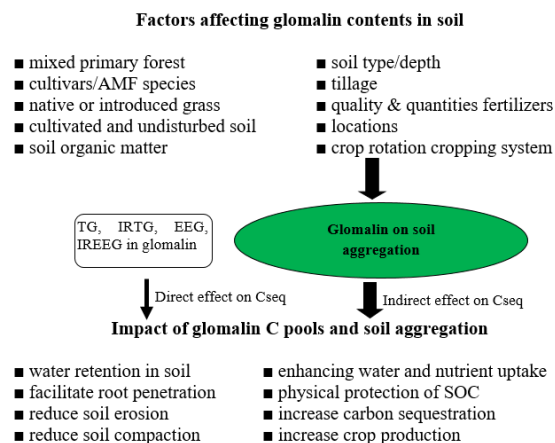 Factors affecting glomalin contents in soil
■ mixed primary forest
■ cultivars/AMF species
■ native or introduced grass
■ cultivated and undisturbed soil
■ soil organic matter
■ soil type/depth
■ tillage
■ quality & quantities fertilizers
■ locations
■ crop rotation cropping system
TG, IRTG, EEG,
IREEG in glomalin
Glomalin on soil
aggregation
Direct effect on Cseq
Indirect effect on Cseq
Impact of glomalin C pools and soil aggregation
■ water retention in soil
■ facilitate root penetration
■ reduce soil erosion
■ reduce soil compaction
■ enhancing water and nutrient uptake
■ physical protection of SOC
■ increase carbon sequestration
■ increase crop production